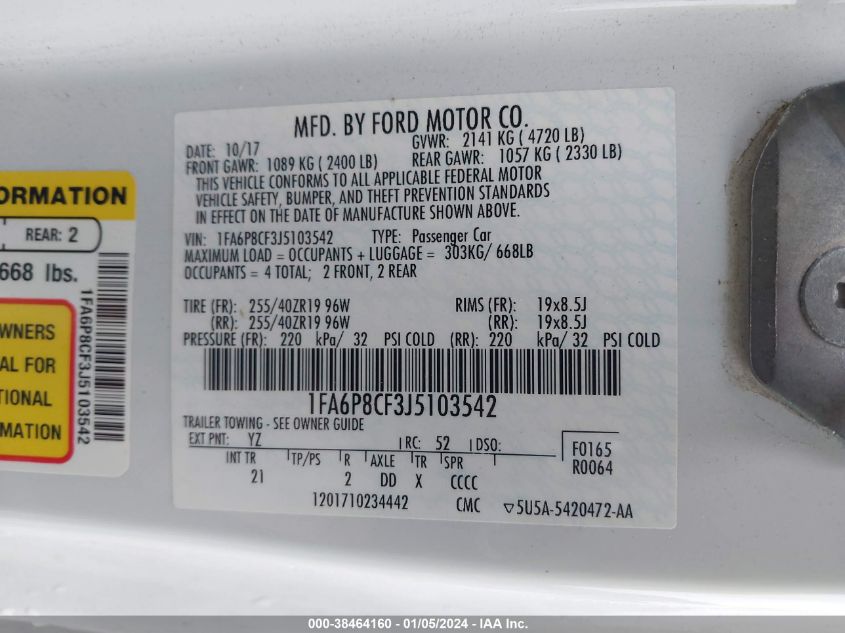 MFD. BY FORD MOTOR CO.
DATE: 10/17
GVWR: 2141 KG ( 4720 LB)
FRONT GAWR: 1089 KG ( 2400 LB)
REAR GAWR: 1057 KG ( 2330 LB)
THIS VEHICLE CONFORMS TO ALL APPLICABLE FEDERAL MOTOR
VEHICLE SAFETY, BUMPER, AND THEFT PREVENTION STANDARDS
IN EFFECT ON THE DATE OF MANUFACTURE SHOWN ABOVE.
VIN: 1FA6P8CF3J5103542 TYPE: Passenger Car
MAXIMUM LOAD = OCCUPANTS + LUGGAGE = 303KG/ 668LB
OCCUPANTS = 4 TOTAL; 2 FRONT, 2 REAR
TIRE (FR): 255/40ZR19 96W RIMS (FR): 19x8.5J
(RR): 255/40ZR19 96W (RR): 19x8.5J
PRESSURE (FR): 220 kPa/ 32 PSI COLD (RR): 220 kPa/ 32 PSI COLD
1FA6P8CF3J5103542
TRAILER TOWING - SEE OWNER GUIDE
EXT PNT: YZ RC: 52 DSO: F0165
R0064
INT TR TP/PS R AXLE TR SPR
21 2 DD X CCCC
1201710234442 CMC ▽5U5A-5420472-AA
ORMATION
REAR: 2
668 lbs.
1FA6P8CF3J5103542
WNERS
AL FOR
TIONAL
MATION
000-38464160 - 01/05/2024 - IAA Inc.